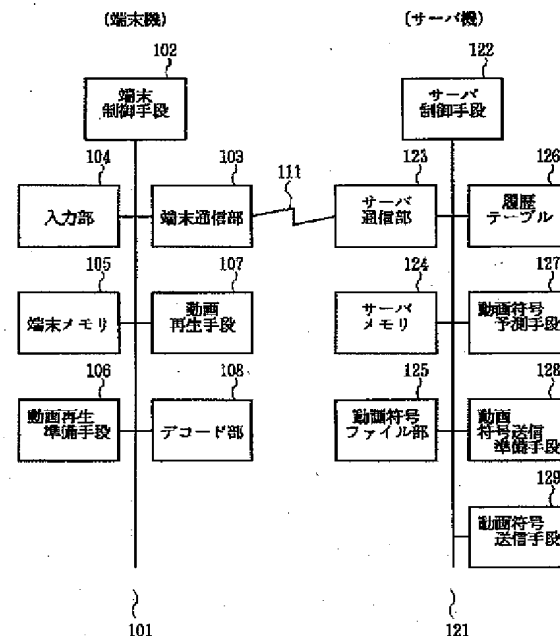 (端末機)
(サーバ機)
102
122
端末
制御手段
サーバ
制御手段
104
103
111
123
126
入力部
端末通信部
サーバ
通信部
履歴
テーブル
105
107
124
127
端末メモリ
動画
再生手段
サーバ
メモリ
動画符号
予測手段
106
108
125
128
動画再生
準備手段
デコード部
動画符号
ファイル部
動画
符号送信
準備手段
129
動画符号
送信手段
101
121